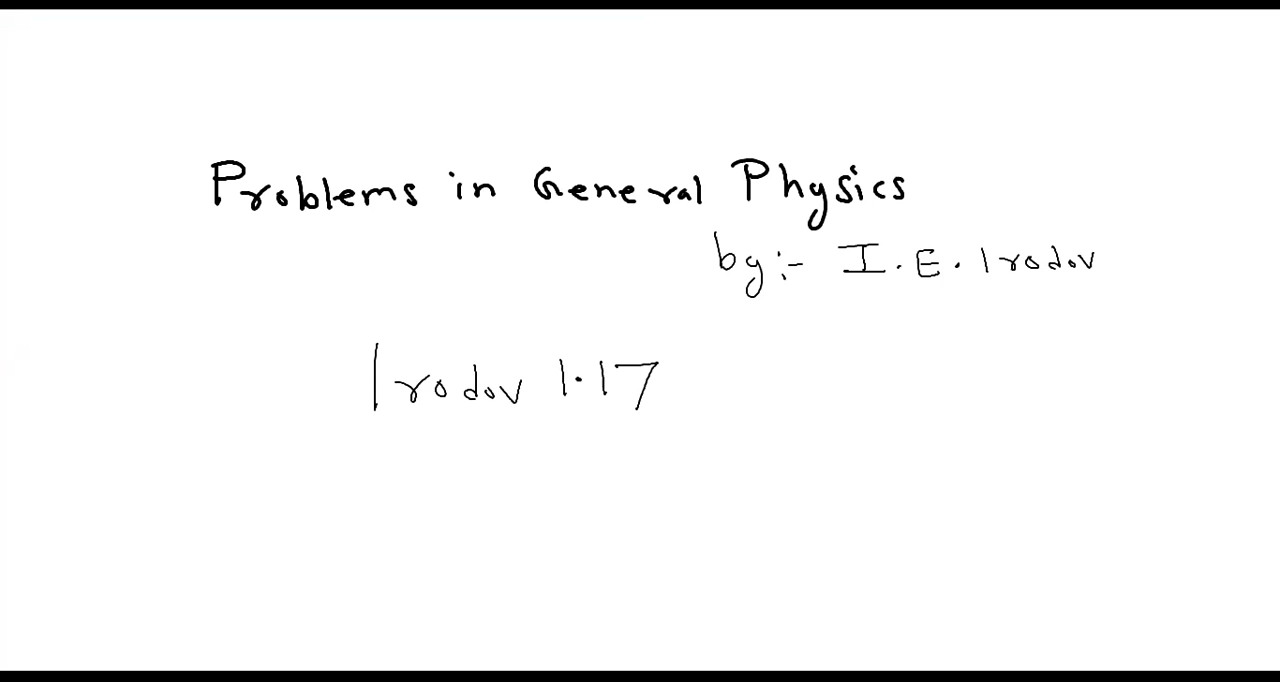 Problems in General Physics
by:- I.E. Irodov
Irodov 1.17